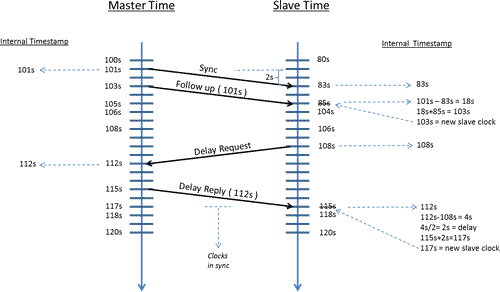 Master Time
Slave Time
Internal Timestamp
Internal Timestamp
100s
80s
101s
101s
Sync
2s
103s
83s
83s
Follow up ( 101s )
105s
85s
101s – 83s = 18s
106s
104s
18s+85s = 103s
103s = new slave clock
108s
106s
Delay Request
108s
108s
112s
112s
115s
Delay Reply ( 112s )
117s
115s
112s
118s
118s
112s-108s = 4s
4s/2= 2s = delay
120s
120s
115s+2s=117s
117s = new slave clock
Clocks
in sync